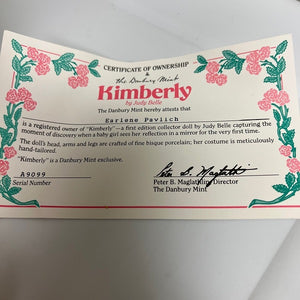 CERTIFICATE OF OWNERSHIP
&
The Danbury Mint
Kimberly
by Judy Belle
The Danbury Mint hereby attests that
Earlene Pavlich
is a registered owner of "Kimberly"—a first edition collector doll by Judy Belle capturing the
moment of discovery when a baby girl sees her reflection in a mirror for the very first time.
The doll's head, arms and legs are crafted of fine bisque porcelain; her costume is meticulously
hand-tailored.
"Kimberly" is a Danbury Mint exclusive.
A9099
Serial Number
Peter B. Maglathlin
Peter B. Maglathlin, Director
The Danbury Mint